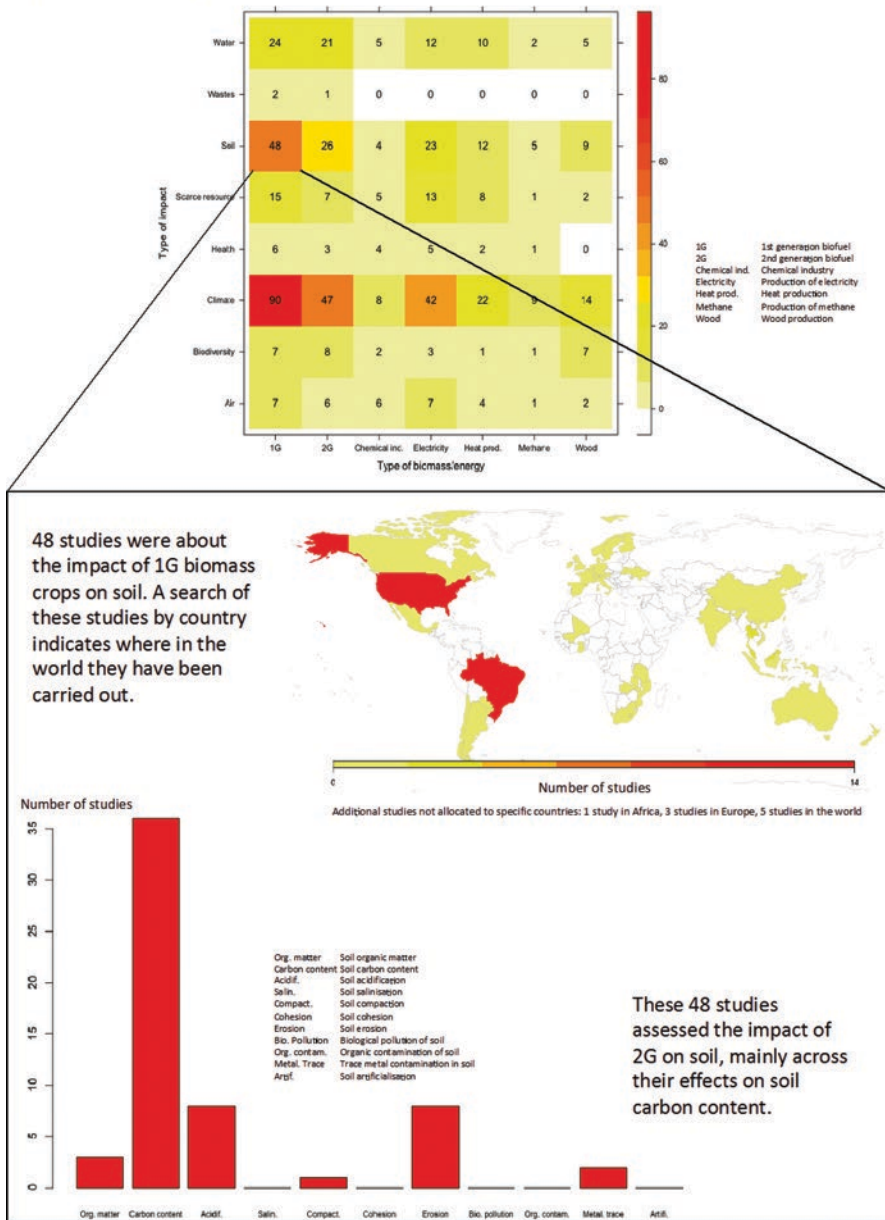 Water 24 21 5 12 10 2 5
Wastes 2 1 0 0 0 0 0
Soil 48 26 4 23 12 5 9
Scarce resource 15 7 5 13 8 1 2
Health 6 3 4 5 2 1 0
Climate 90 47 8 42 22 9 14
Biodiversity 7 8 2 3 1 1 7
Air 7 6 6 7 4 1 2
1G 2G Chemical inc. Electricity Heat prod. Methane Wood
Type of biomass/energy
Type of impact
80
60
40
20
0
1G 1st generation biofuel
2G 2nd generation biofuel
Chemical ind. Chemical industry
Electricity Production of electricity
Heat prod. Heat production
Methane Production of methane
Wood Wood production
48 studies were about
the impact of 1G biomass
crops on soil. A search of
these studies by country
indicates where in the
world they have been
carried out.
0 14
Number of studies
Additional studies not allocated to specific countries: 1 study in Africa, 3 studies in Europe, 5 studies in the world
Number of studies
35
30
25
20
15
10
5
0
Org. matter Soil organic matter
Carbon content Soil carbon content
Acidif. Soil acidification
Salin. Soil salinisation
Compact. Soil compaction
Cohesion Soil cohesion
Erosion Soil erosion
Bio. Pollution Biological pollution of soil
Org. contam. Organic contamination of soil
Metal. Trace Trace metal contamination in soil
Artif. Soil artificialisation
These 48 studies
assessed the impact of
2G on soil, mainly across
their effects on soil
carbon content.
Org. matter Carbon content Acidif. Salin. Compact. Cohesion Erosion Bio. pollution Org. contam. Metal. trace Artifi.